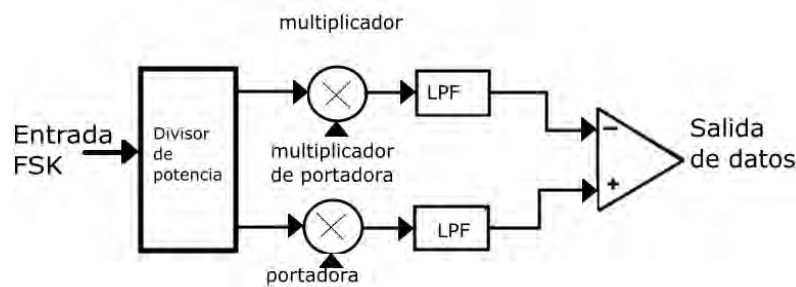 multiplicador
LPF
Entrada
FSK
Divisor
de
potencia
multiplicador
de portadora
−
+
Salida
de datos
LPF
portadora